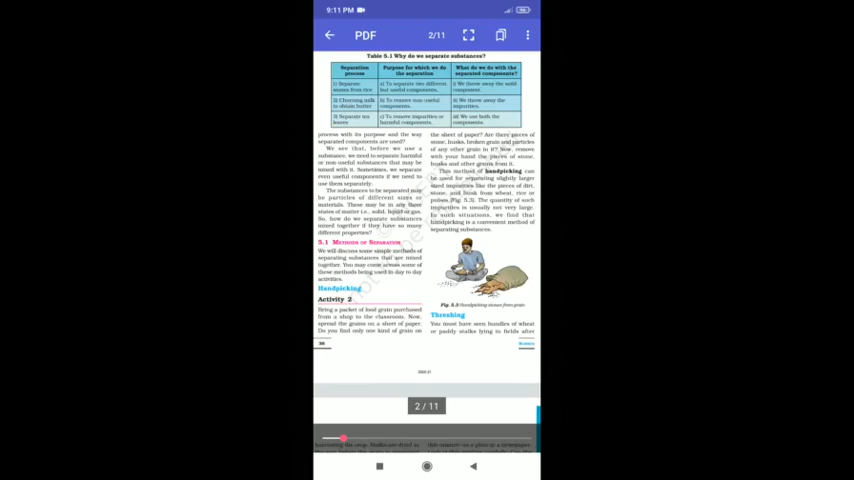 9:11 PM
96
PDF
2/11
Table 5.1 Why do we separate substances?
Separation process
Purpose for which we do the separation
What do we do with the separated components?
1) Separate stones from rice
a) To separate two different, but useful components.
i) We throw away the solid component.
2) Churning milk to obtain butter
b) To remove non-useful components.
ii) We throw away the impurities.
3) Separate tea leaves
c) To remove impurities or harmful components.
iii) We use both the components.
process with its purpose and the way
separated components are used?
We see that, before we use a
substance, we need to separate harmful
or non-useful substances that may be
mixed with it. Sometimes, we separate
even useful components if we need to
use them separately.
The substances to be separated may
be particles of different sizes or
materials. These may be in any three
states of matter i.e., solid, liquid or gas.
So, how do we separate substances
mixed together if they have so many
different properties?
5.1 METHODS OF SEPARATION
We will discuss some simple methods of
separating substances that are mixed
together. You may come across some of
these methods being used in day to day
activities.
Handpicking
Activity 2
Bring a packet of food grain purchased
from a shop to the classroom. Now,
spread the grains on a sheet of paper.
Do you find only one kind of grain on
36
the sheet of paper? Are there pieces of
stone, husks, broken grain and particles
of any other grain in it? Now, remove
with your hand the pieces of stone,
husks and other grains from it.
This method of handpicking can
be used for separating slightly larger
sized impurities like the pieces of dirt,
stone, and husk from wheat, rice or
pulses (Fig. 5.3). The quantity of such
impurities is usually not very large.
In such situations, we find that
handpicking is a convenient method of
separating substances.
Fig. 5.3 Handpicking stones from grain
Threshing
You must have seen bundles of wheat
or paddy stalks lying in fields after
SCIENCE
2020-21
2 / 11
harvesting the crop. Stalks are dried in
this mixture on a plate or a newspaper.